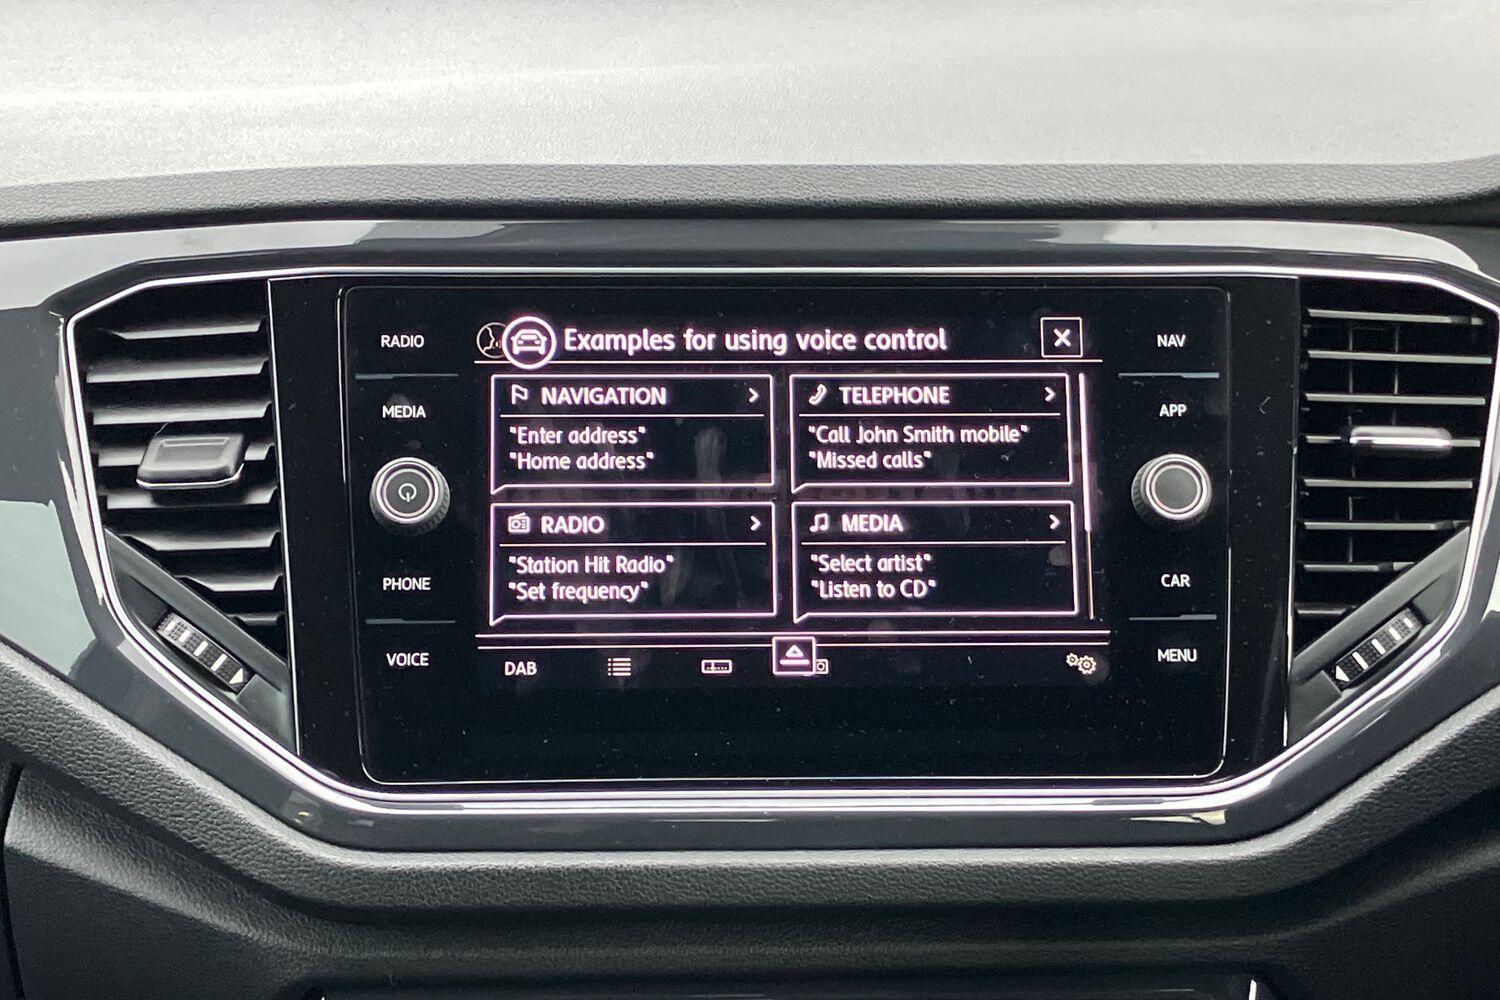 RADIO
MEDIA
PHONE
VOICE
Examples for using voice control
NAVIGATION
"Enter address"
"Home address"
TELEPHONE
"Call John Smith mobile"
"Missed calls"
RADIO
"Station Hit Radio"
"Set frequency"
MEDIA
"Select artist"
"Listen to CD"
DAB
NAV
APP
CAR
MENU